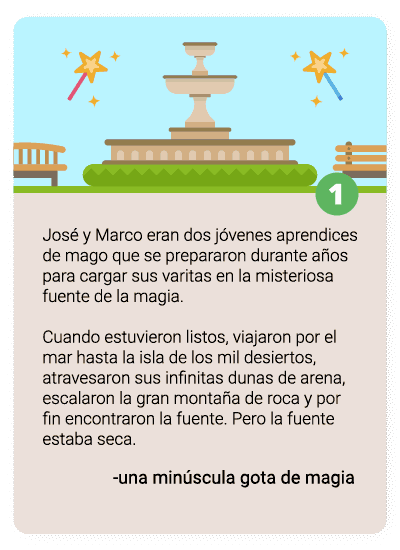 1
José y Marco eran dos jóvenes aprendices
de mago que se prepararon durante años
para cargar sus varitas en la misteriosa
fuente de la magia.
Cuando estuvieron listos, viajaron por el
mar hasta la isla de los mil desiertos,
atravesaron sus infinitas dunas de arena,
escalaron la gran montaña de roca y por
fin encontraron la fuente. Pero la fuente
estaba seca.
-una minúscula gota de magia